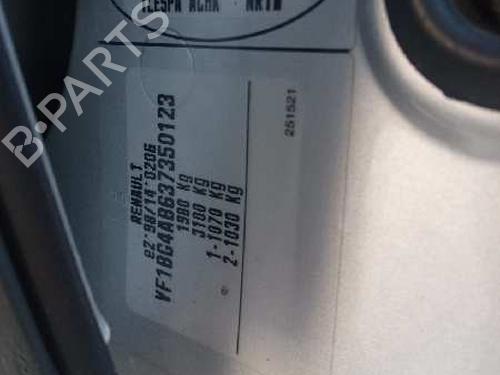 RENAULT
e2*98/14*0206
VF1BG4AB637350123
1980 Kg
3180 Kg
1-1070 Kg
2-1030 Kg
251521
B-PARTS